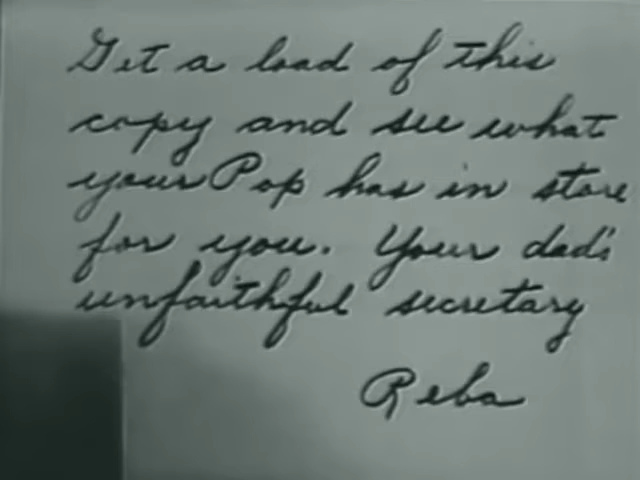 Get a load of this
copy and see what
your Pop has in store
for you. Your dad's
unfaithful secretary
Reba